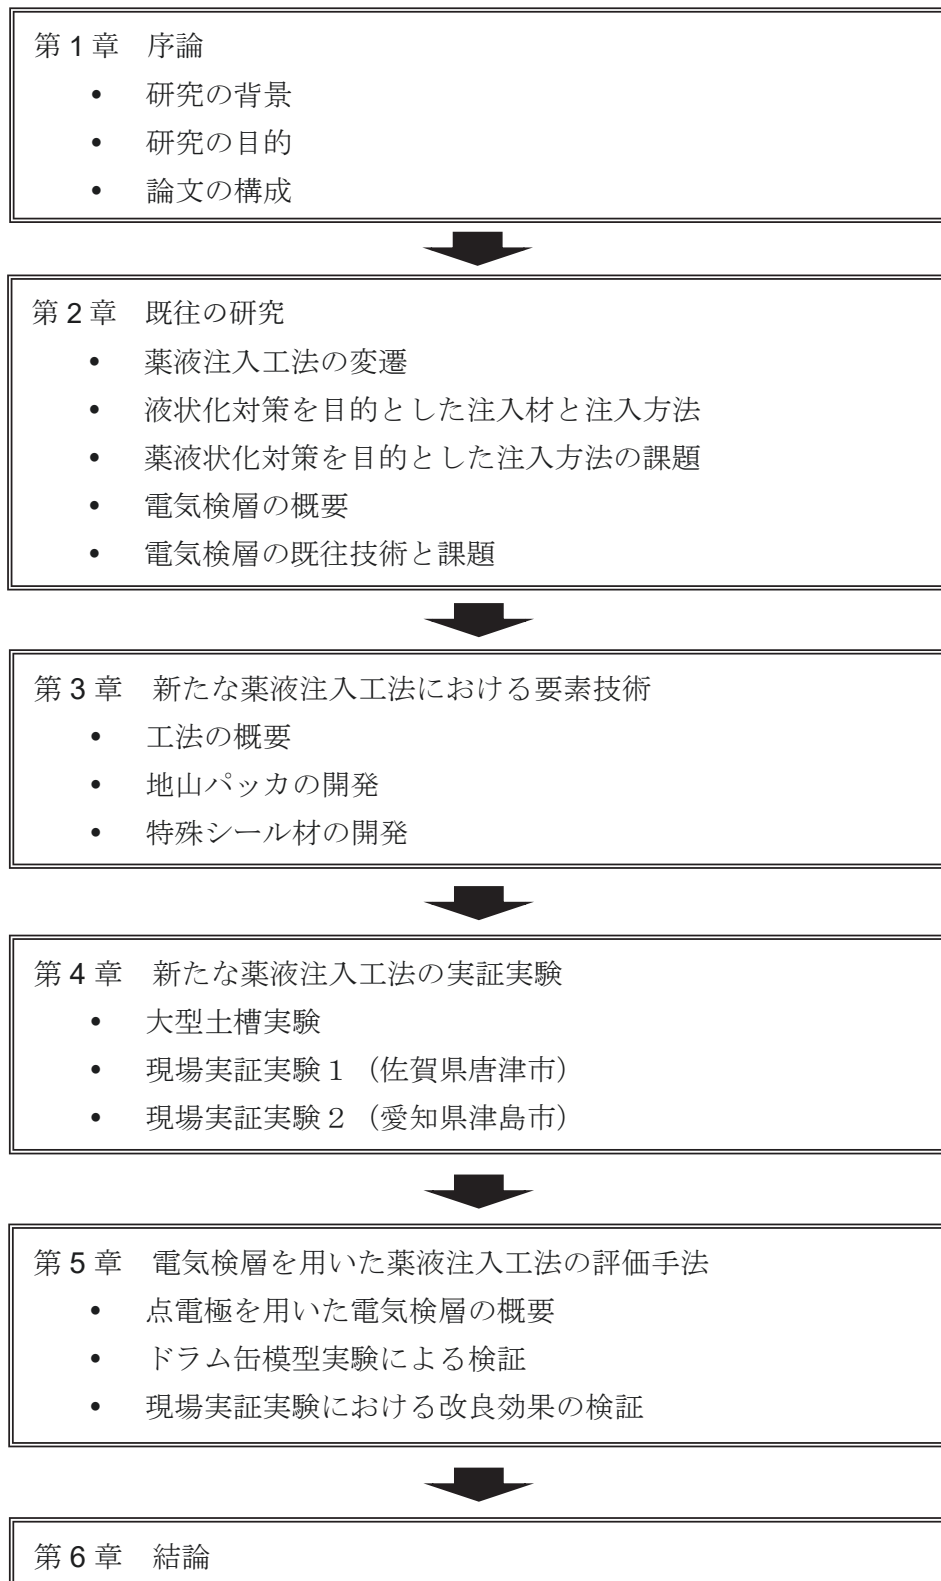 第1章 序論
• 研究の背景
• 研究の目的
• 論文の構成
第2章 既往の研究
• 薬液注入工法の変遷
• 液状化対策を目的とした注入材と注入方法
• 薬液状化対策を目的とした注入方法の課題
• 電気検層の概要
• 電気検層の既往技術と課題
第3章 新たな薬液注入工法における要素技術
• 工法の概要
• 地山パッカの開発
• 特殊シール材の開発
第4章 新たな薬液注入工法の実証実験
• 大型土槽実験
• 現場実証実験1（佐賀県唐津市）
• 現場実証実験2（愛知県津島市）
第5章 電気検層を用いた薬液注入工法の評価手法
• 点電極を用いた電気検層の概要
• ドラム缶模型実験による検証
• 現場実証実験における改良効果の検証
第6章 結論